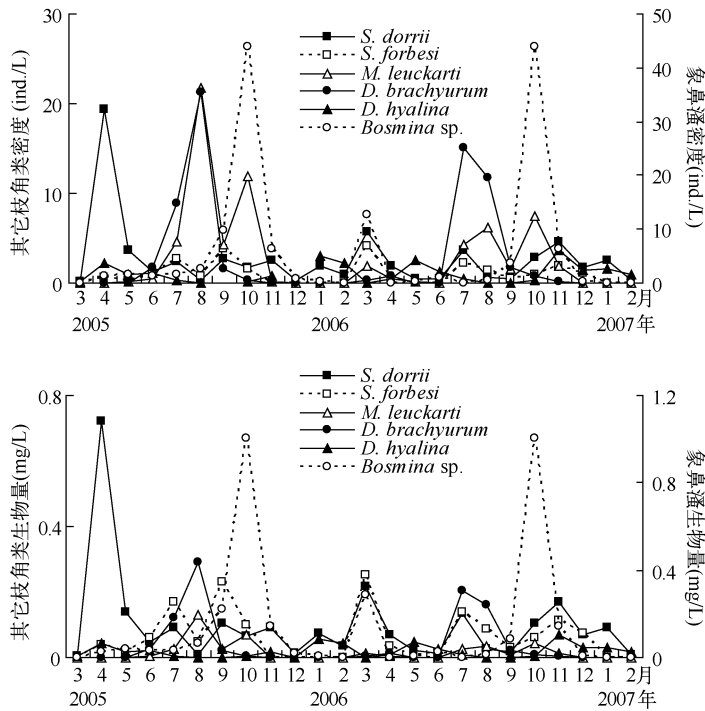 30
20
10
0
50
40
30
20
10
0
其它枝角类密度 (ind./L)
象鼻溞密度(ind./L)
S. dorrii
S. forbesi
M. leuckarti
D. brachyurum
D. hyalina
Bosmina sp.
3 4 5 6 7 8 9 10 11 12 1 2 3 4 5 6 7 8 9 10 11 12 1 2月
2005 2006 2007年
0.8
0.4
0
1.2
0.8
0.4
0
其它枝角类生物量(mg/L)
象鼻溞生物量(mg/L)
S. dorrii
S. forbesi
M. leuckarti
D. brachyurum
D. hyalina
Bosmina sp.
3 4 5 6 7 8 9 10 11 12 1 2 3 4 5 6 7 8 9 10 11 12 1 2月
2005 2006 2007年